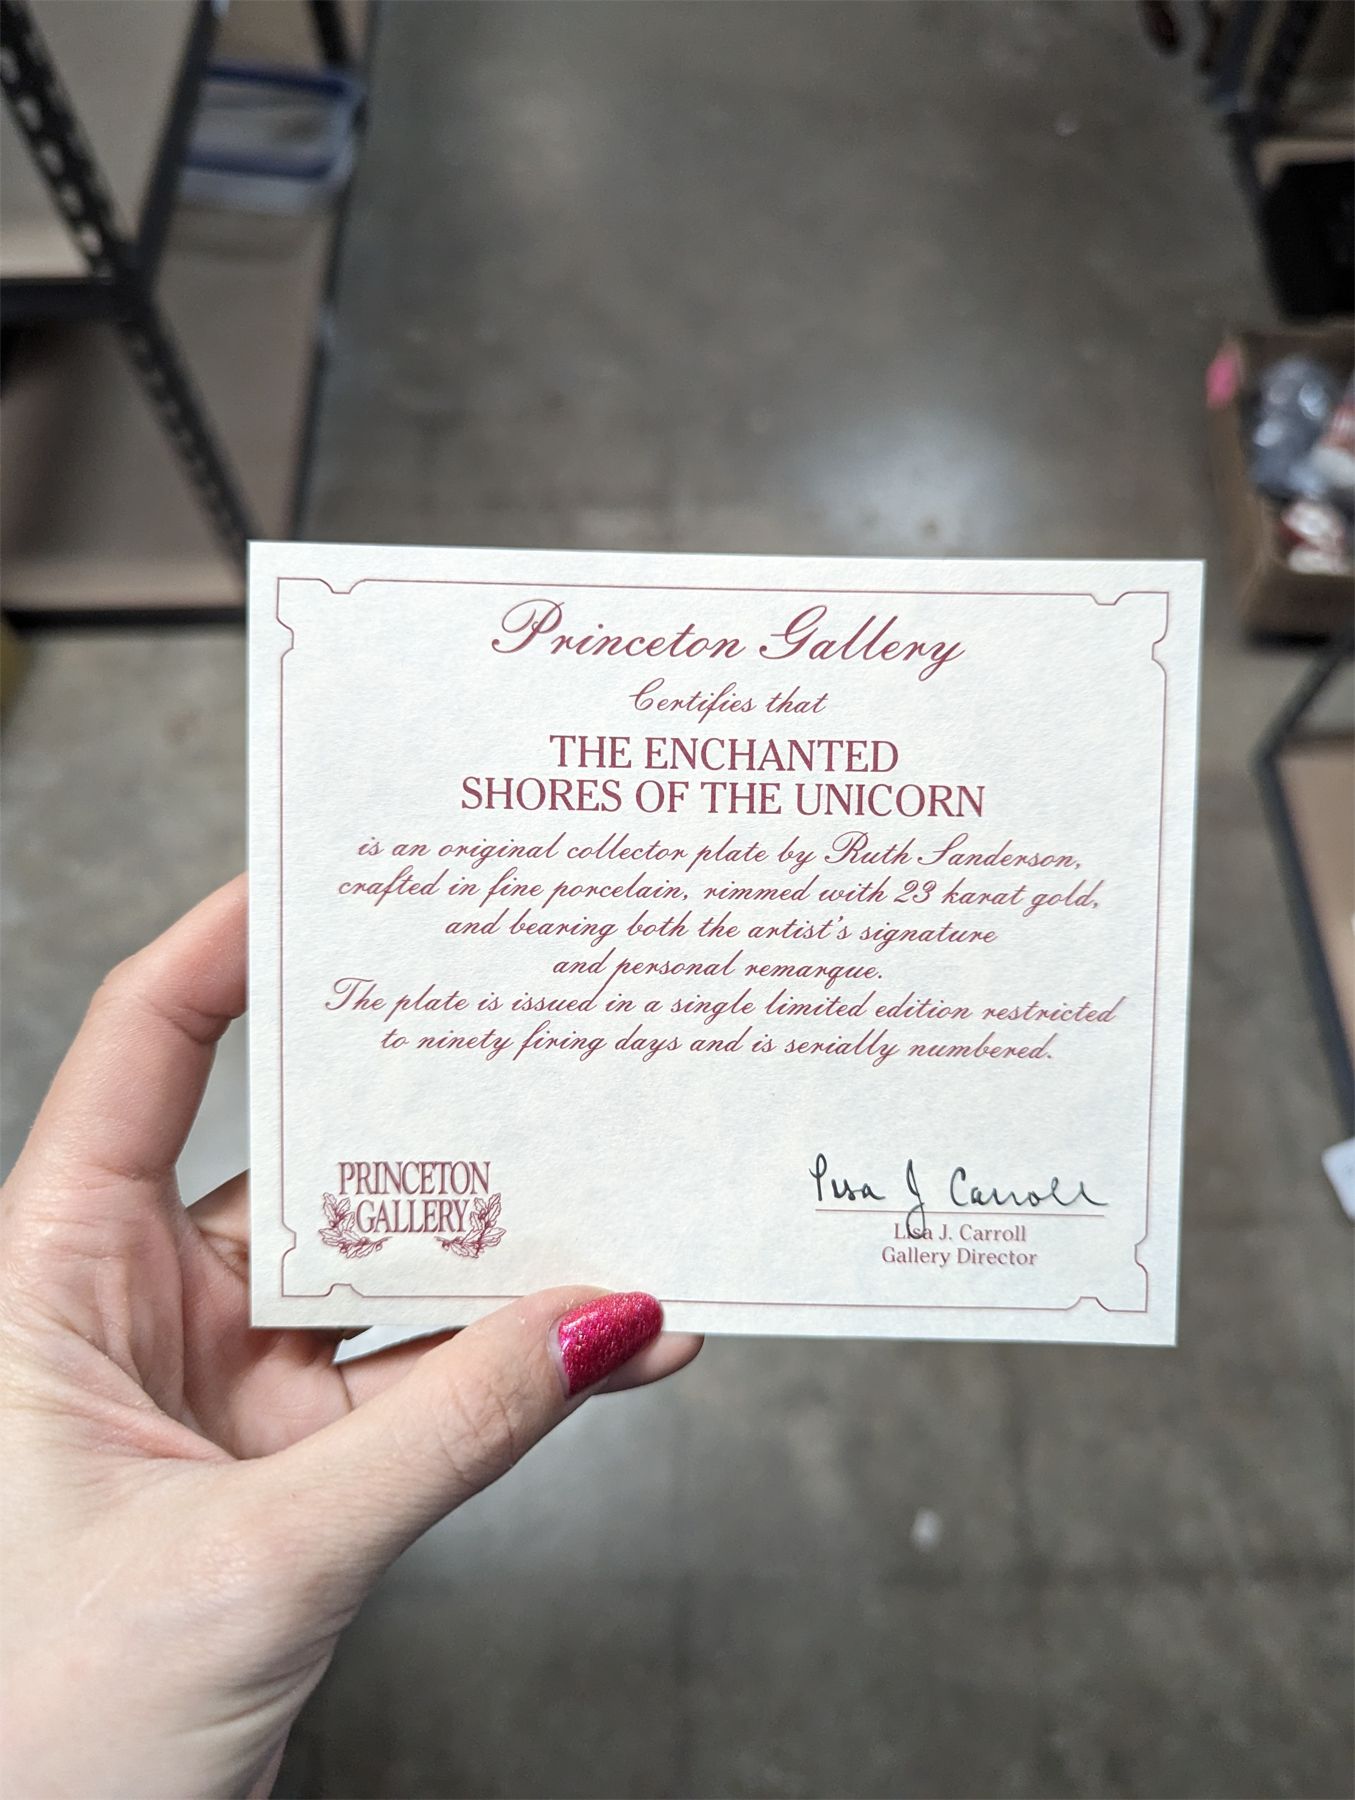 Princeton Gallery
Certifies that
THE ENCHANTED
SHORES OF THE UNICORN
is an original collector plate by Ruth Sanderson,
crafted in fine porcelain, rimmed with 23 karat gold,
and bearing both the artist's signature
and personal remarque.
The plate is issued in a single limited edition restricted
to ninety firing days and is serially numbered.
PRINCETON
GALLERY
Lisa J Carroll
Lisa J. Carroll
Gallery Director